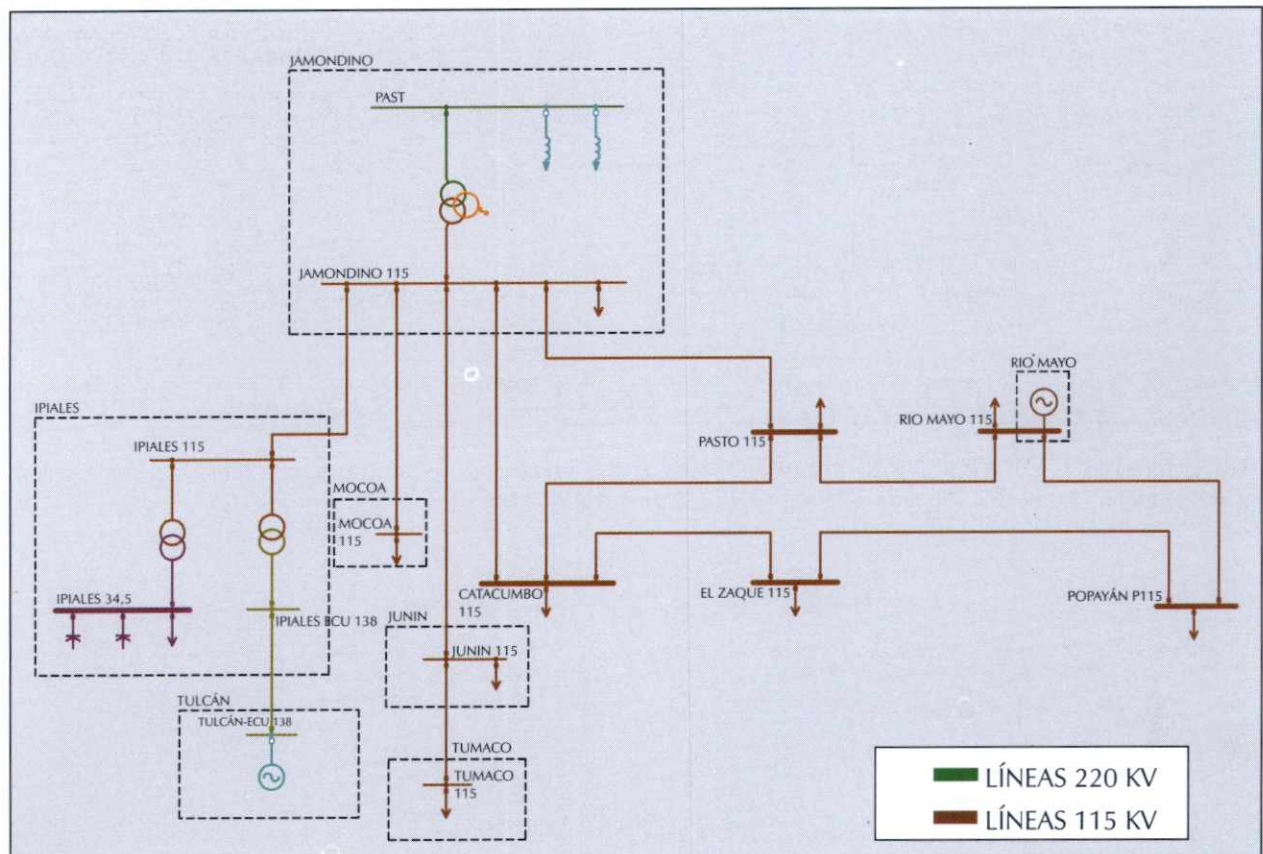 JAMONDINO
PAST
JAMONDINO 115
RIO MAYO
IPIALES
RIO MAYO 115
PASTO 115
IPIALES 115
MOCOA
MOCOA
115
IPIALES 34,5
CATACUMBO
115
EL ZAQUE 115
POPAYÁN P115
IPIALES ECU 138
JUNIN
JUNIN 115
TULCÁN
TULCÁN-ECU 138
TUMACO
TUMACO
115
LÍNEAS 220 KV
LÍNEAS 115 KV